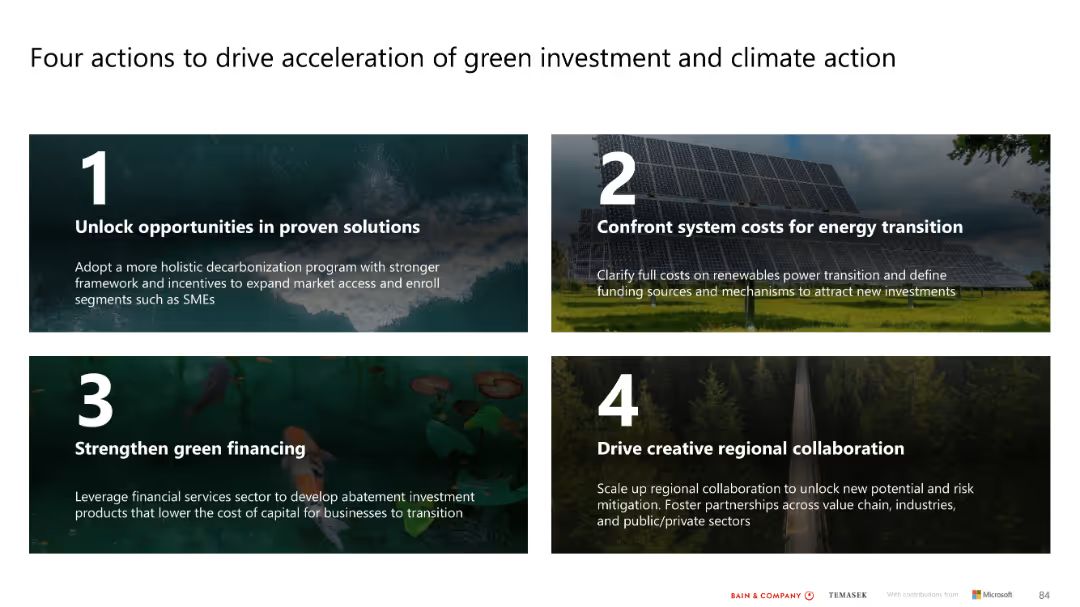 Four actions to drive acceleration of green investment and climate action
1
Unlock opportunities in proven solutions
Adopt a more holistic decarbonization program with stronger
framework and incentives to expand market access and enroll
segments such as SMEs
2
Confront system costs for energy transition
Clarify full costs on renewables power transition and define
funding sources and mechanisms to attract new investments
3
Strengthen green financing
Leverage financial services sector to develop abatement investment
products that lower the cost of capital for businesses to transition
4
Drive creative regional collaboration
Scale up regional collaboration to unlock new potential and risk
mitigation. Foster partnerships across value chain, industries,
and public/private sectors
BAIN & COMPANY TEMASEK With contributions from Microsoft 84